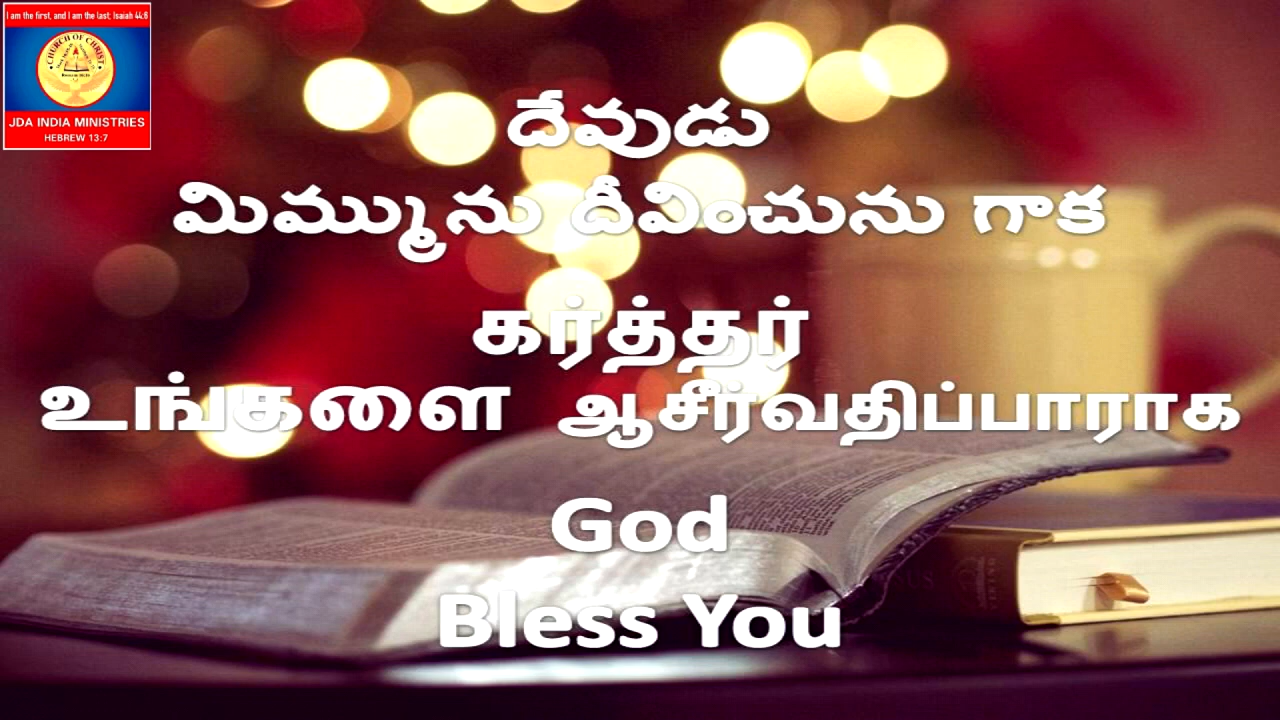 I am the first, and I am the last; Isaiah 44:6
CHURCH OF CHRIST
JDA INDIA MINISTRIES
HEBREW 13:7
దేవుడు
మిమ్మును దీవించును గాక
கர்த்தர்
உங்களை ஆசீர்வதிப்பாராக
God
Bless You